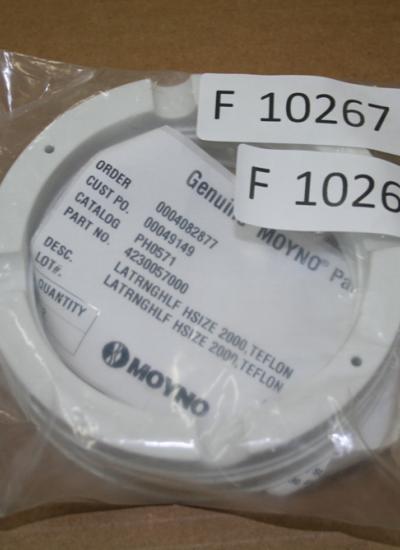 F 10267
F 1026
Genuin MOYNO® Pa
ORDER 0004082877
CUST PO. 00049149
CATALOG PH0571
PART NO. 4230057000
DESC. LATRNGHLF HSIZE 2000,TEFLON
LOT#. LATRNGHLF HSIZE 2000,TEFLON
QUANTITY
MOYNO